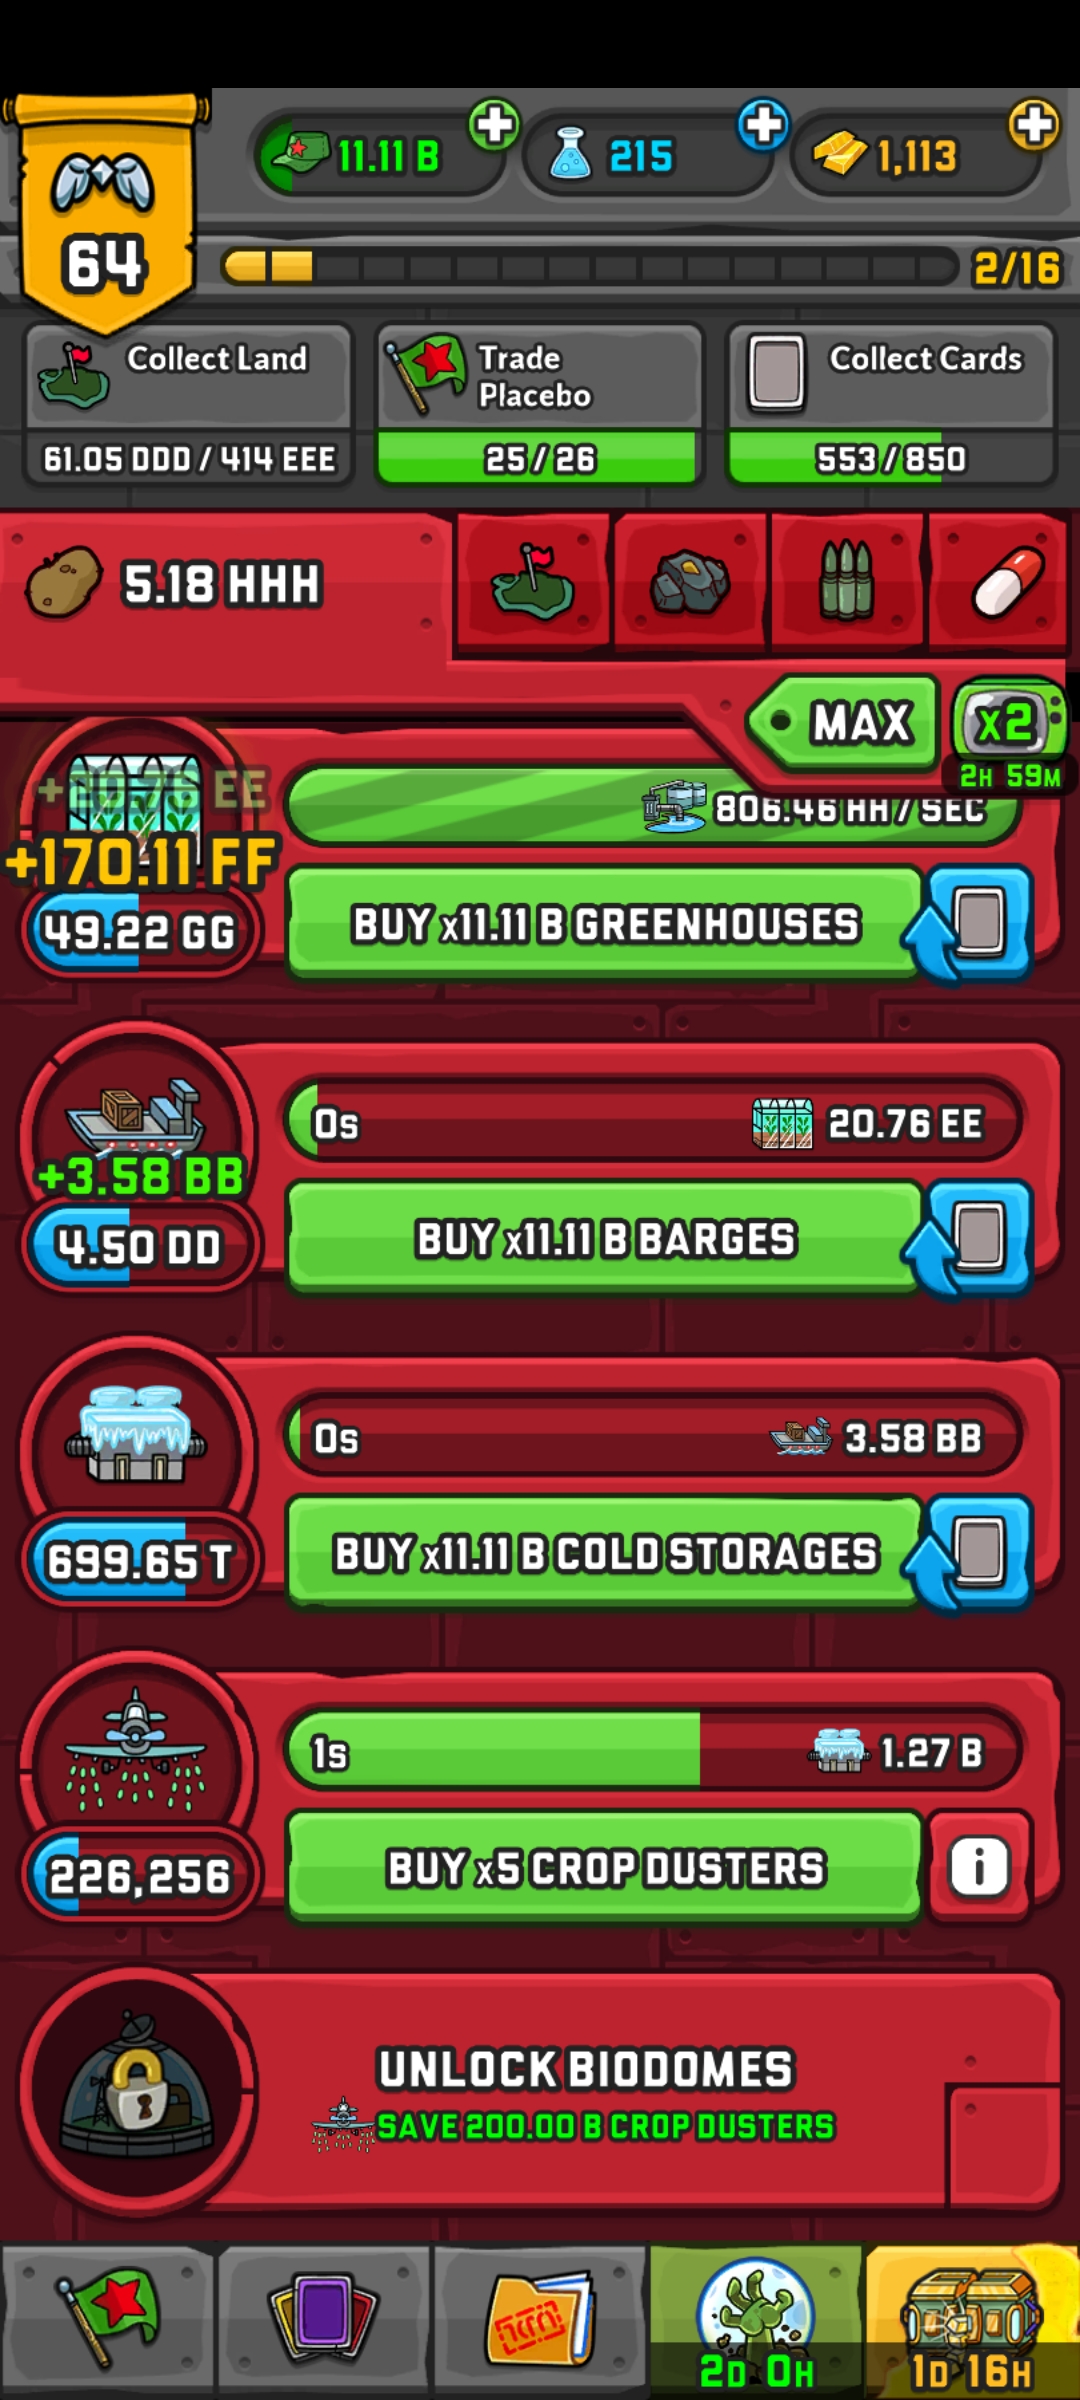 11.11 B
215
1,113
64
2/16
Collect Land
61.05 DDD / 414 EEE
Trade
Placebo
25 / 26
Collect Cards
553 / 850
5.18 HHH
MAX
x2
2H 59M
806.46 HH / SEC
+170.11 FF
49.22 GG
BUY x11.11 B GREENHOUSES
0s
20.76 EE
+3.58 BB
4.50 DD
BUY x11.11 B BARGES
0s
3.58 BB
699.65 T
BUY x11.11 B COLD STORAGES
1s
1.27 B
226,256
BUY x5 CROP DUSTERS
i
UNLOCK BIODOMES
SAVE 200.00 B CROP DUSTERS
2D 0H
1D 16H